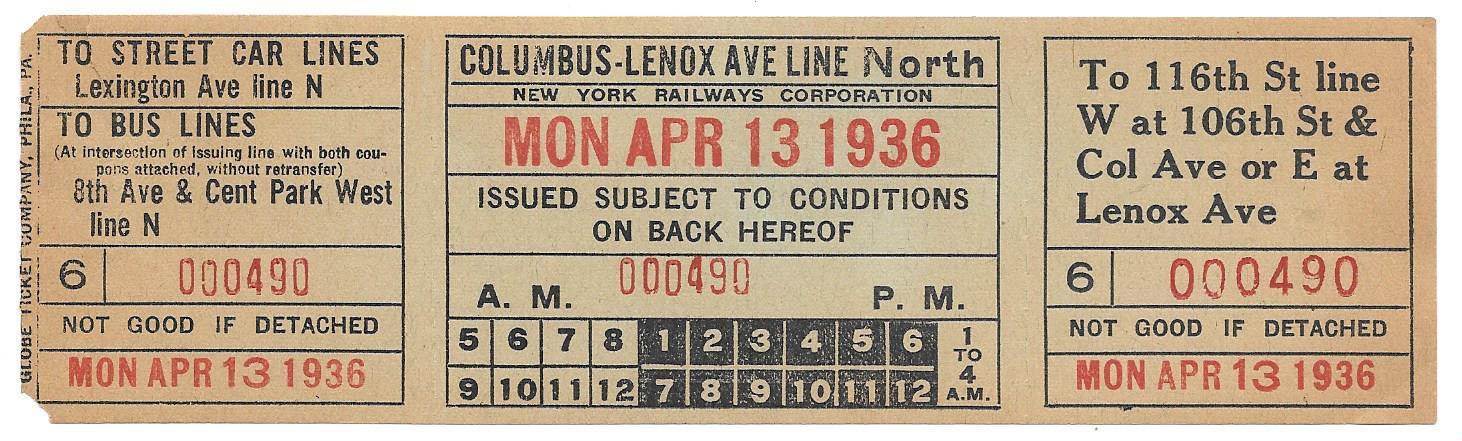 GLOBE TICKET COMPANY, PHILA, PA.
TO STREET CAR LINES
Lexington Ave line N
TO BUS LINES
(At intersection of issuing line with both cou-
pons attached, without retransfer)
8th Ave & Cent Park West
line N
6 000490
NOT GOOD IF DETACHED
MON APR 13 1936
COLUMBUS-LENOX AVE LINE North
NEW YORK RAILWAYS CORPORATION
MON APR 13 1936
ISSUED SUBJECT TO CONDITIONS
ON BACK HEREOF
000490
A. M. P. M.
5 6 7 8 1 2 3 4 5 6
9 10 11 12 7 8 9 10 11 12
1
TO
4
A.M.
To 116th St line
W at 106th St &
Col Ave or E at
Lenox Ave
6 000490
NOT GOOD IF DETACHED
MON APR 13 1936